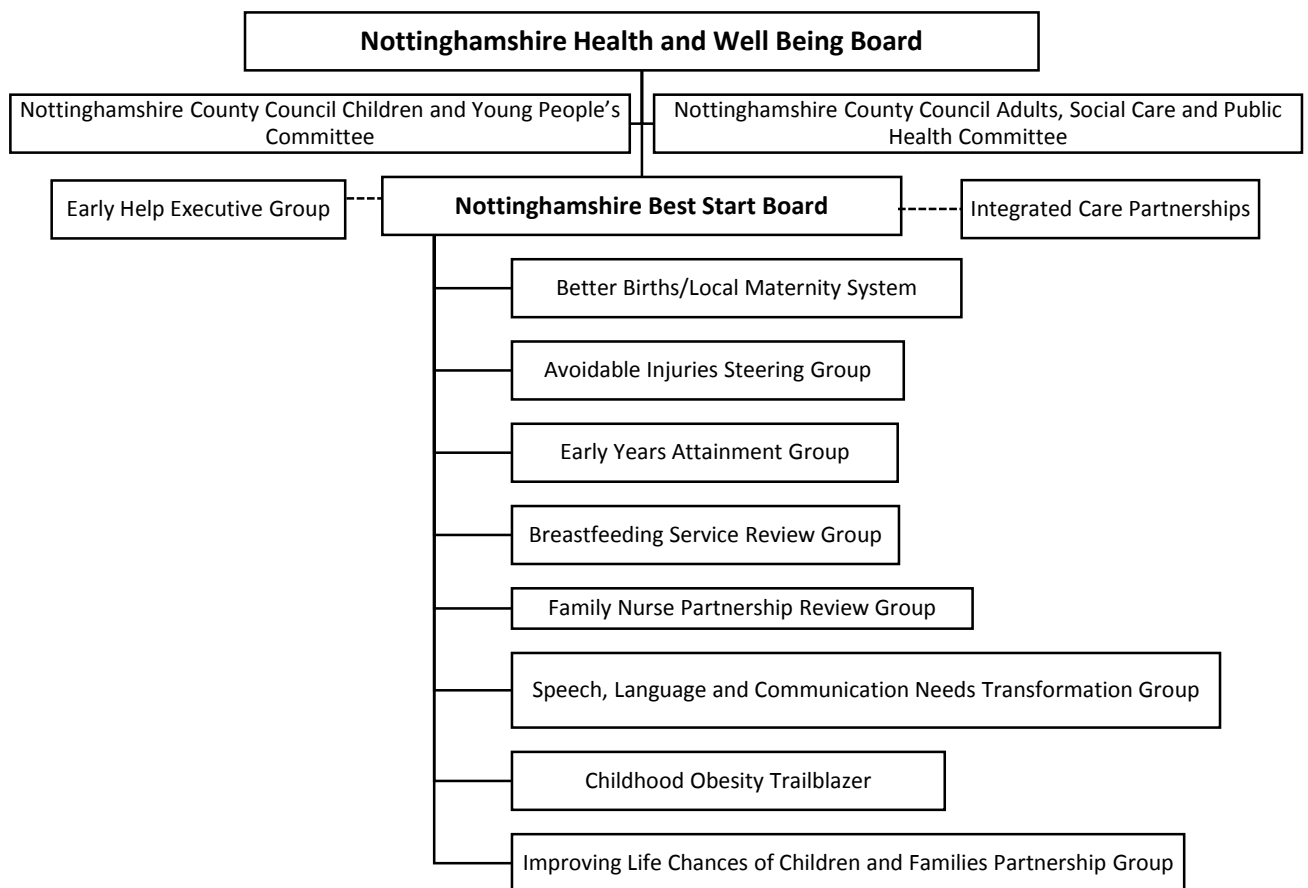 Nottinghamshire Health and Well Being Board
Nottinghamshire County Council Children and Young People’s
Committee
Nottinghamshire County Council Adults, Social Care and Public
Health Committee
Early Help Executive Group
Nottinghamshire Best Start Board
Integrated Care Partnerships
Better Births/Local Maternity System
Avoidable Injuries Steering Group
Early Years Attainment Group
Breastfeeding Service Review Group
Family Nurse Partnership Review Group
Speech, Language and Communication Needs Transformation Group
Childhood Obesity Trailblazer
Improving Life Chances of Children and Families Partnership Group